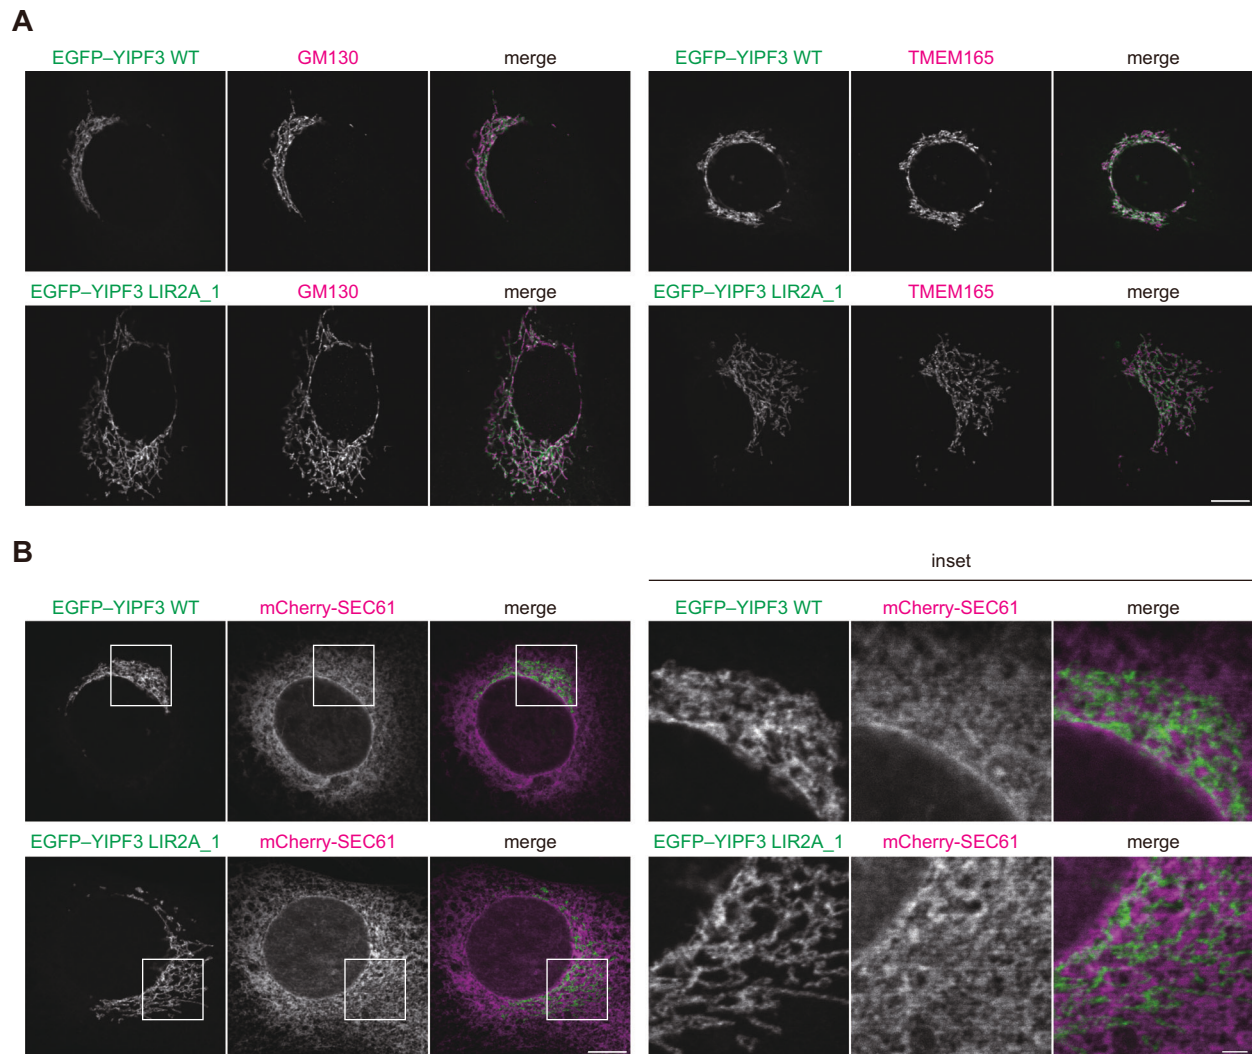 A
EGFP–YIPF3 WT GM130 merge EGFP–YIPF3 WT TMEM165 merge
EGFP–YIPF3 LIR2A_1 GM130 merge EGFP–YIPF3 LIR2A_1 TMEM165 merge
B
inset
EGFP–YIPF3 WT mCherry-SEC61 merge EGFP–YIPF3 WT mCherry-SEC61 merge
EGFP–YIPF3 LIR2A_1 mCherry-SEC61 merge EGFP–YIPF3 LIR2A_1 mCherry-SEC61 merge